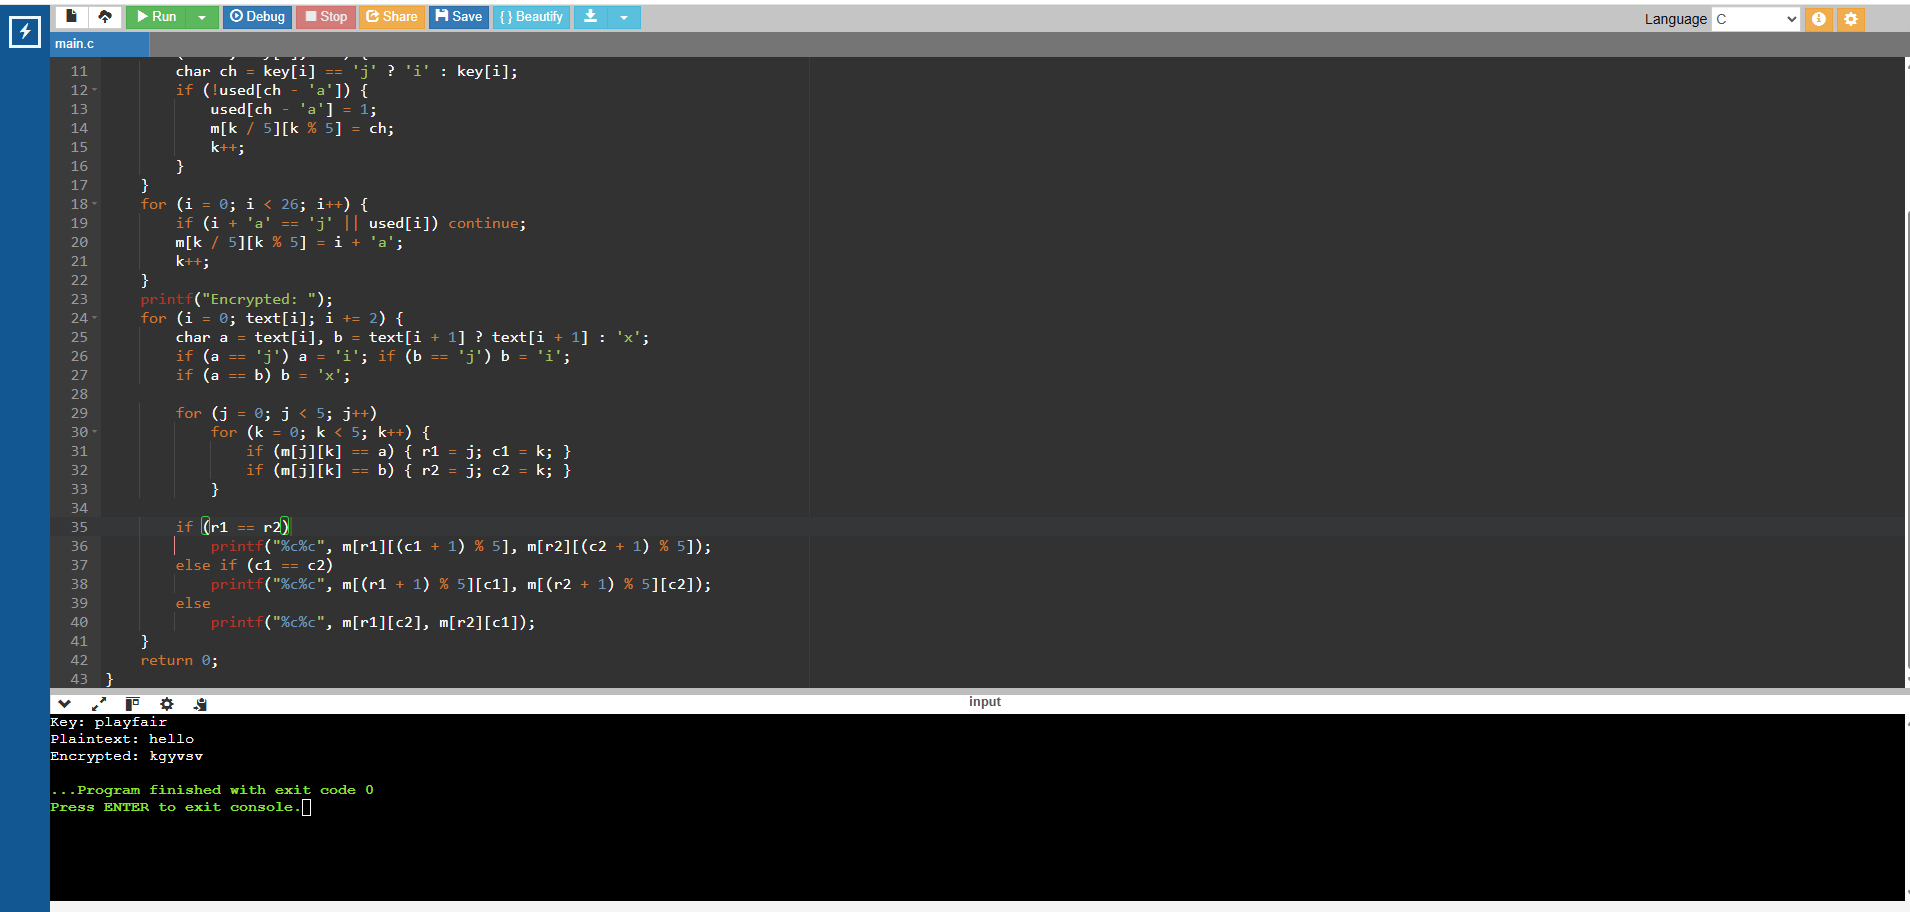 Run Debug Stop Share Save { } Beautify Language C
main.c
11 char ch = key[i] == 'j' ? 'i' : key[i];
12 if (!used[ch - 'a']) {
13 used[ch - 'a'] = 1;
14 m[k / 5][k % 5] = ch;
15 k++;
16 }
17 }
18 for (i = 0; i < 26; i++) {
19 if (i + 'a' == 'j' || used[i]) continue;
20 m[k / 5][k % 5] = i + 'a';
21 k++;
22 }
23 printf("Encrypted: ");
24 for (i = 0; text[i]; i += 2) {
25 char a = text[i], b = text[i + 1] ? text[i + 1] : 'x';
26 if (a == 'j') a = 'i'; if (b == 'j') b = 'i';
27 if (a == b) b = 'x';
28
29 for (j = 0; j < 5; j++)
30 for (k = 0; k < 5; k++) {
31 if (m[j][k] == a) { r1 = j; c1 = k; }
32 if (m[j][k] == b) { r2 = j; c2 = k; }
33 }
34
35 if (r1 == r2)
36 printf("%c%c", m[r1][(c1 + 1) % 5], m[r2][(c2 + 1) % 5]);
37 else if (c1 == c2)
38 printf("%c%c", m[(r1 + 1) % 5][c1], m[(r2 + 1) % 5][c2]);
39 else
40 printf("%c%c", m[r1][c2], m[r2][c1]);
41 }
42 return 0;
43 }
input
Key: playfair
Plaintext: hello
Encrypted: kgyvsv
...Program finished with exit code 0
Press ENTER to exit console.